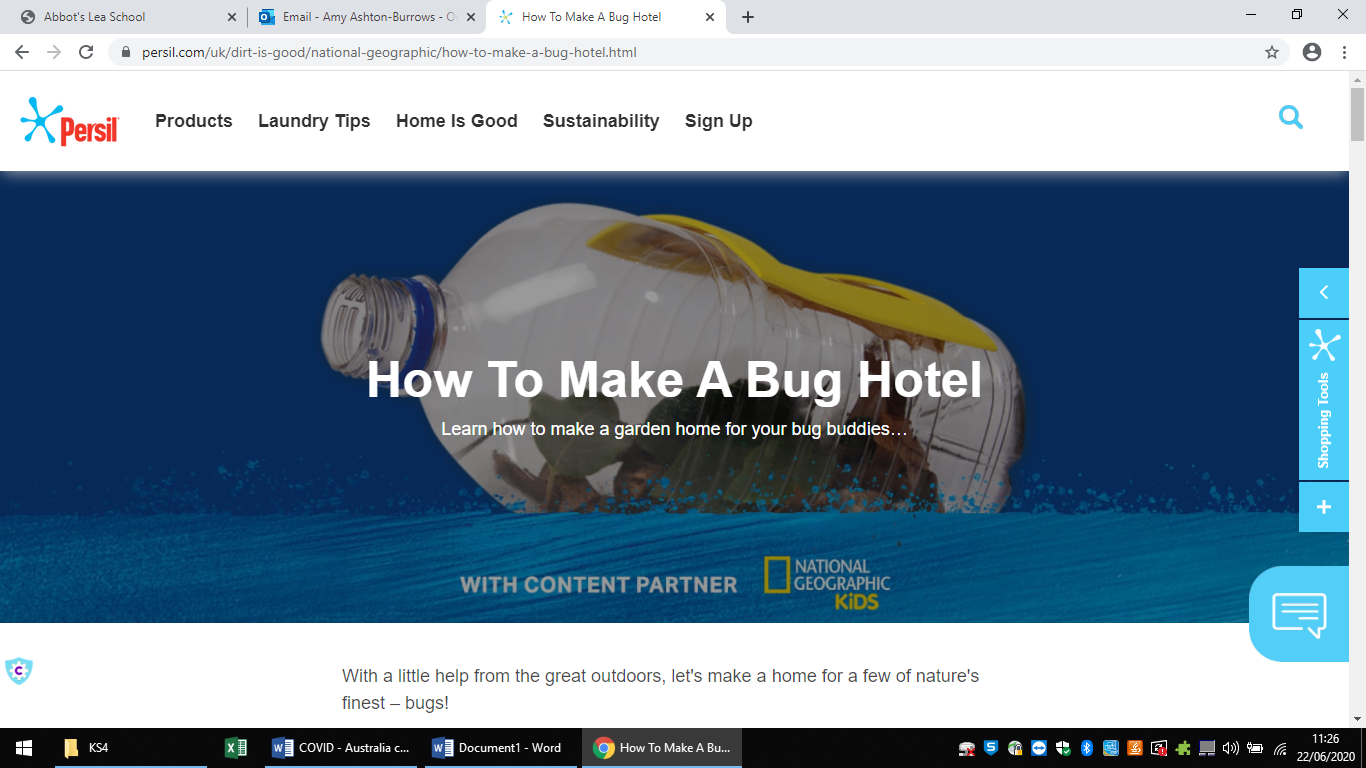 Abbot's Lea School
Email - Amy Ashton-Burrows - O
How To Make A Bug Hotel
persil.com/uk/dirt-is-good/national-geographic/how-to-make-a-bug-hotel.html
Persil
Products
Laundry Tips
Home Is Good
Sustainability
Sign Up
How To Make A Bug Hotel
Learn how to make a garden home for your bug buddies…
WITH CONTENT PARTNER
NATIONAL
GEOGRAPHIC
KiDS
Shopping Tools
With a little help from the great outdoors, let's make a home for a few of nature's
finest – bugs!
KS4
COVID - Australia c...
Document1 - Word
How To Make A Bu...
11:26
22/06/2020